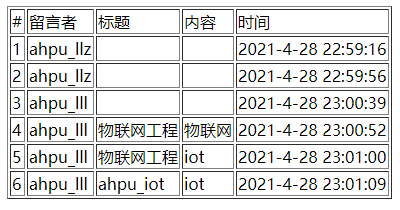 # 留言者 标题 内容 时间
1 ahpu_llz 2021-4-28 22:59:16
2 ahpu_llz 2021-4-28 22:59:56
3 ahpu_lll 2021-4-28 23:00:39
4 ahpu_lll 物联网工程 物联网 2021-4-28 23:00:52
5 ahpu_lll 物联网工程 iot 2021-4-28 23:01:00
6 ahpu_lll ahpu_iot iot 2021-4-28 23:01:09